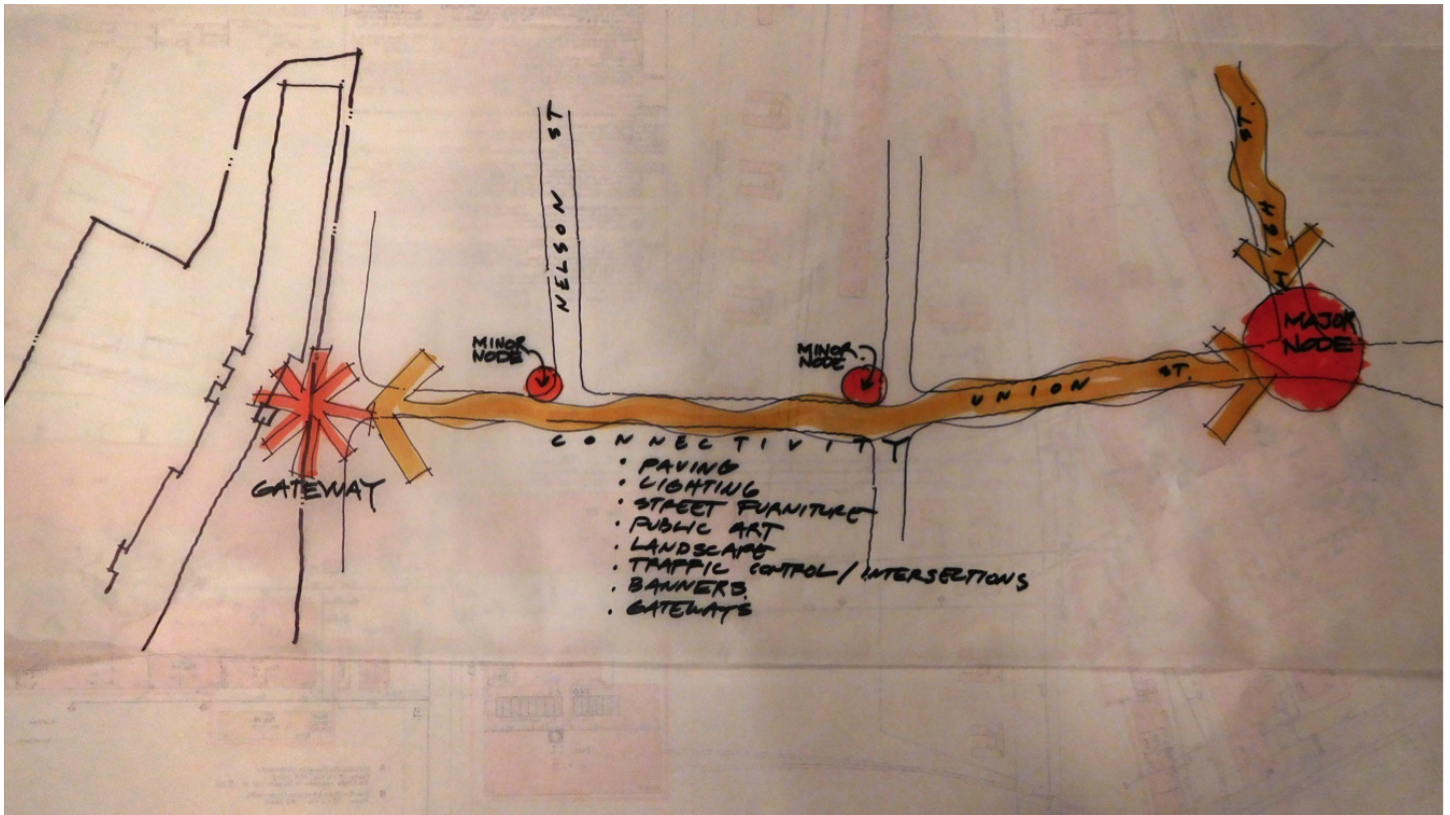 NELSON ST
HIGH ST.
MINOR
NODE
MINOR
NODE
MAJOR
NODE
UNION ST.
GATEWAY
CONNECTIVITY
• PAVING
• LIGHTING
• STREET FURNITURE
• PUBLIC ART
• LANDSCAPE
• TRAFFIC CONTROL/INTERSECTIONS
• BANNERS
• GATEWAYS